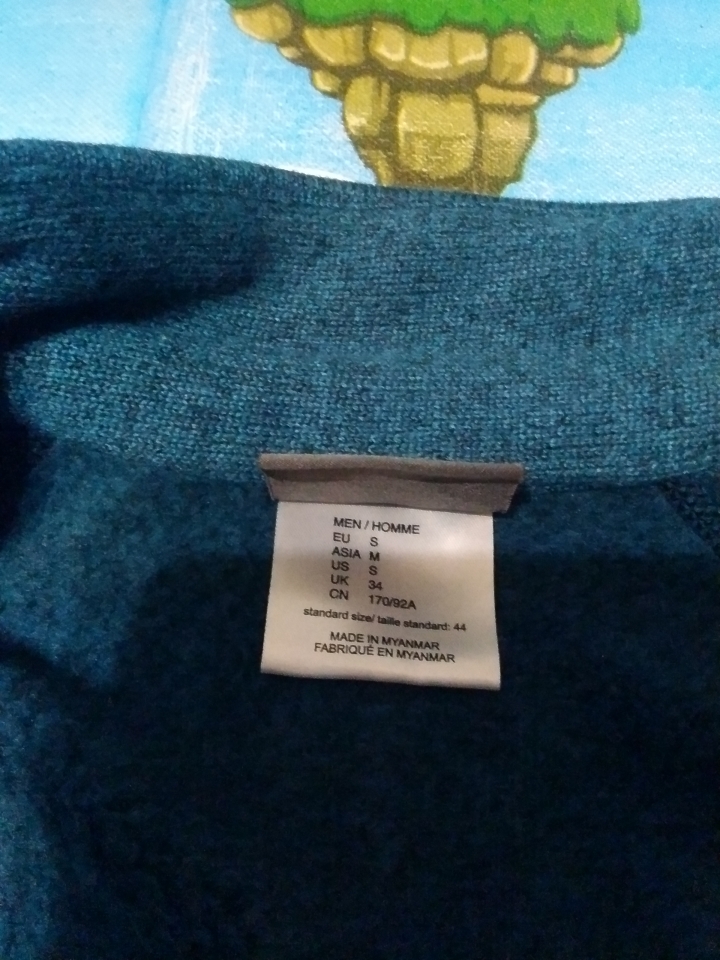 MEN / HOMME
EU S
ASIA M
US S
UK 34
CN 170/92A
standard size/ taille standard: 44
MADE IN MYANMAR
FABRIQUÉ EN MYANMAR